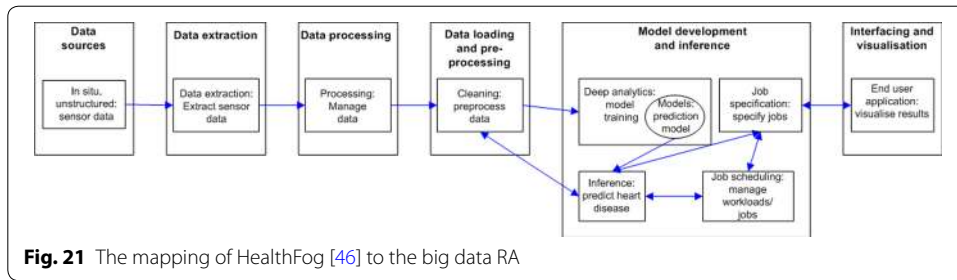 Data
sources
In situ,
unstructured:
sensor data
Data extraction
Data extraction:
Extract sensor
data
Data processing
Processing:
Manage
data
Data loading
and pre-
processing
Cleaning:
preprocess
data
Model development
and inference
Deep analytics:
model
training
Models:
prediction
model
Job
specification:
specify jobs
Inference:
predict heart
disease
Job scheduling:
manage
workloads/
jobs
Interfacing and
visualisation
End user
application:
visualise results
Fig. 21 The mapping of HealthFog [46] to the big data RA